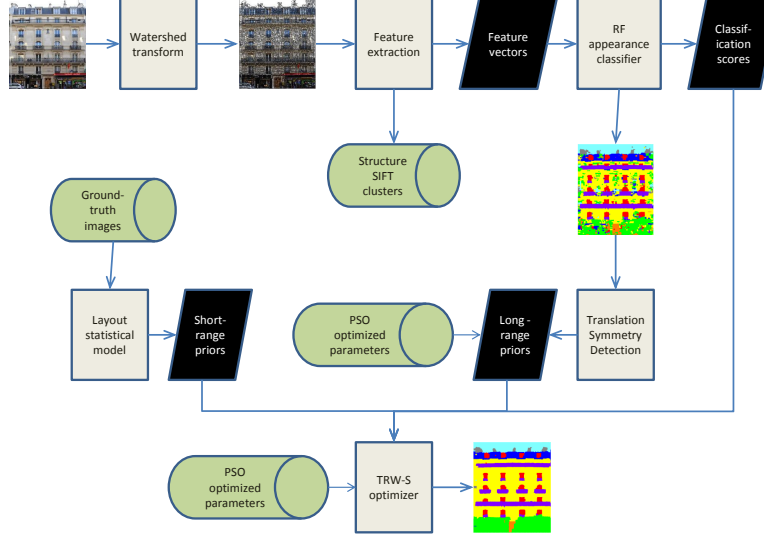 Watershed
transform
Feature
extraction
Feature
vectors
RF
appearance
classifier
Classif-
ication
scores
Structure
SIFT
clusters
Ground-
truth
images
Layout
statistical
model
Short-
range
priors
PSO
optimized
parameters
Long -
range
priors
Translation
Symmetry
Detection
PSO
optimized
parameters
TRW-S
optimizer